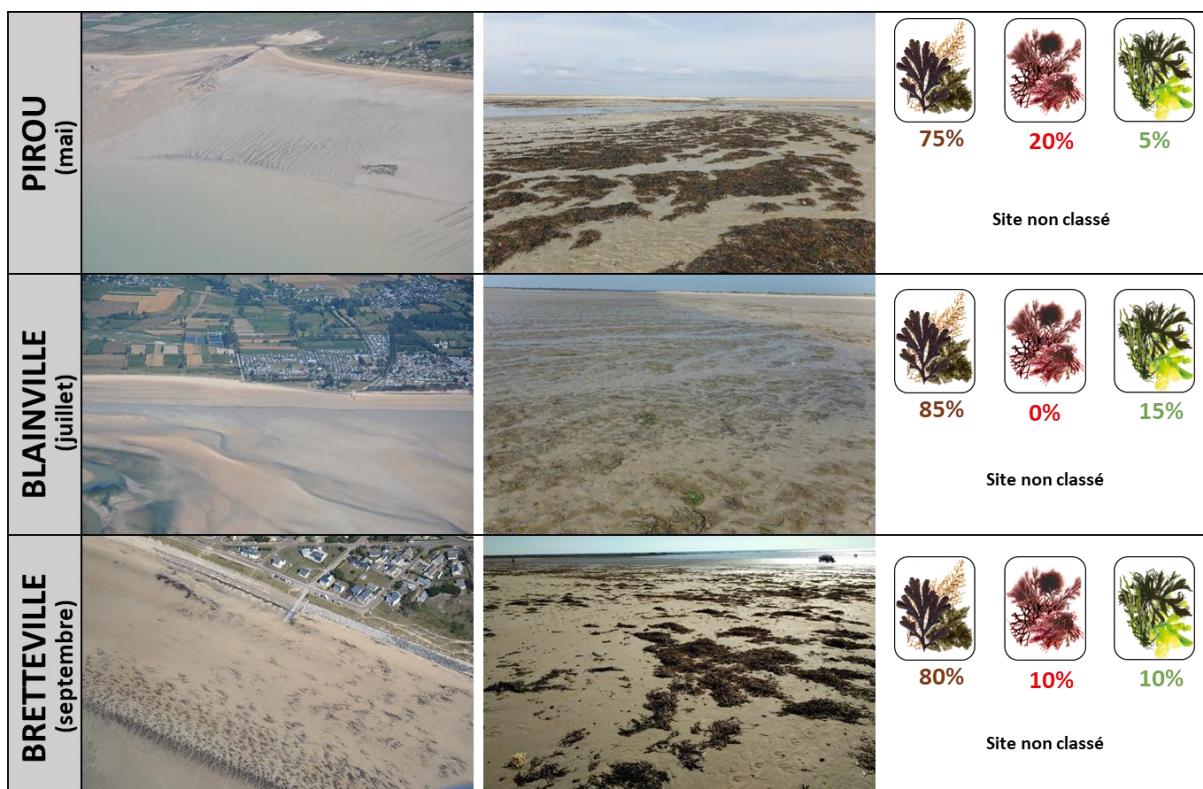 PIROU
(mai)
75%
20%
5%
Site non classé
BLAINVILLE
(juillet)
85%
0%
15%
Site non classé
BRETTEVILLE
(septembre)
80%
10%
10%
Site non classé